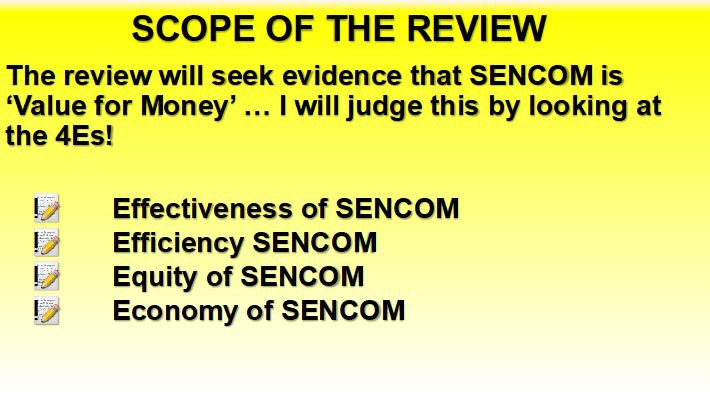 SCOPE OF THE REVIEW
The review will seek evidence that SENCOM is
‘Value for Money’ … I will judge this by looking at
the 4Es!
Effectiveness of SENCOM
Efficiency SENCOM
Equity of SENCOM
Economy of SENCOM